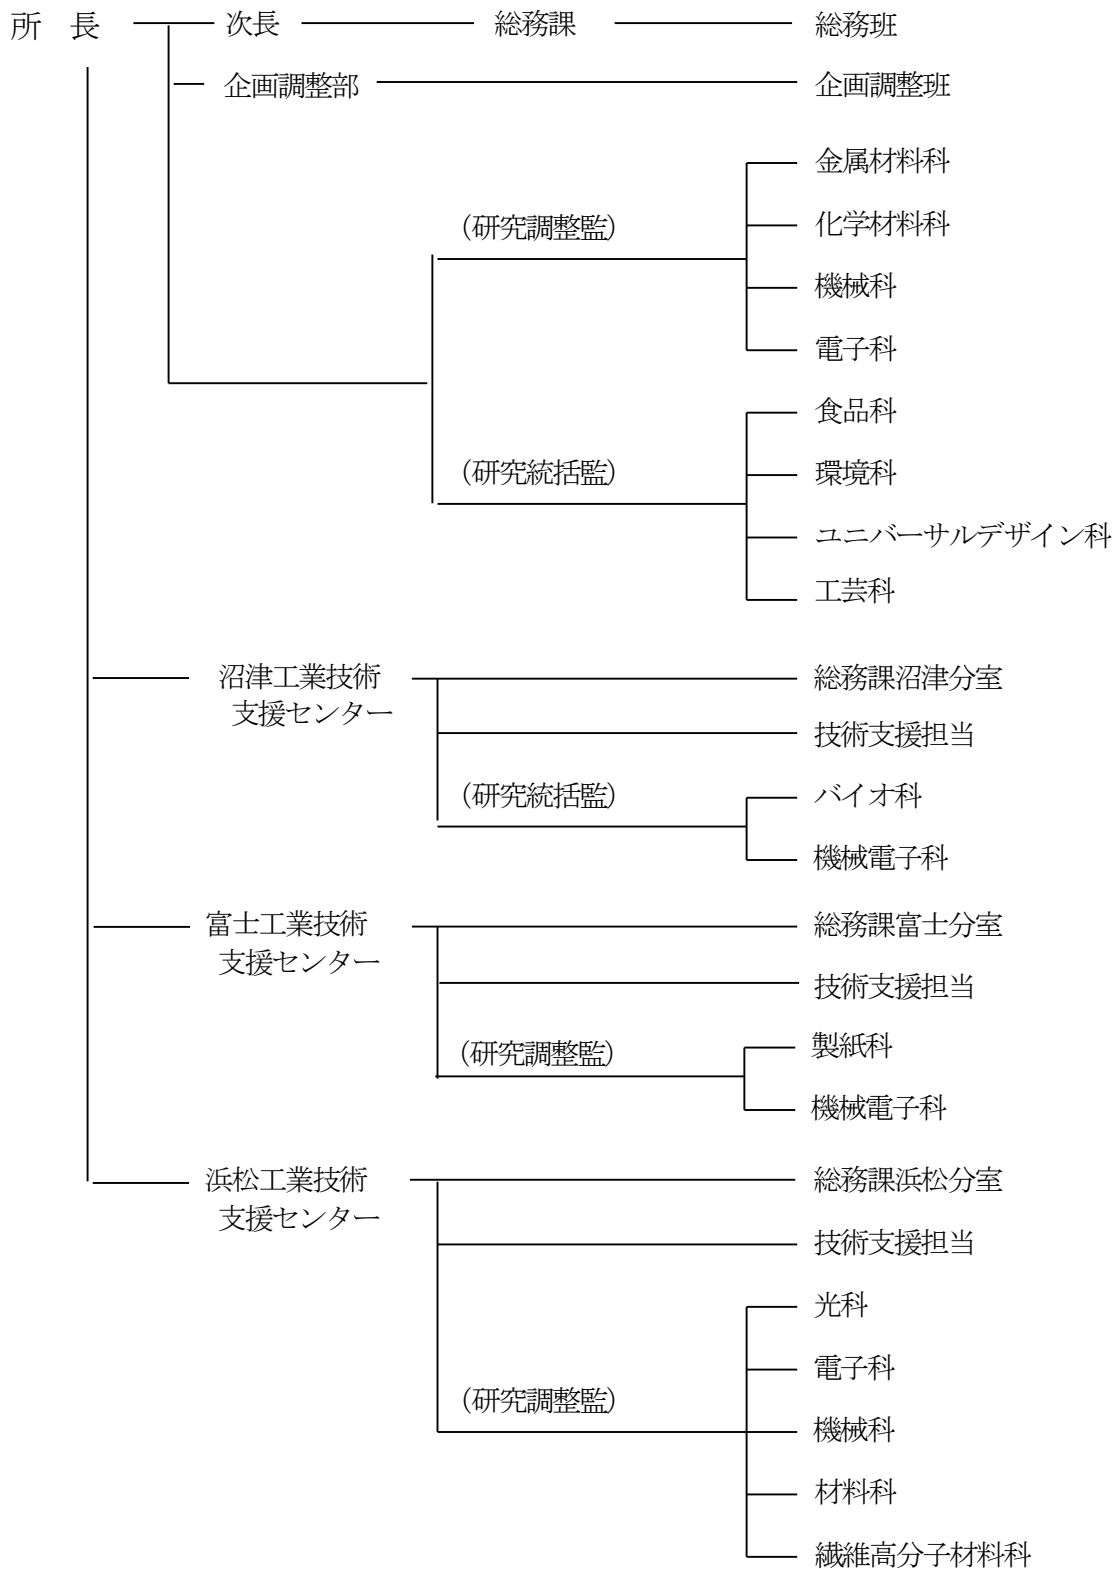 所 長 次長 総務課 総務班
企画調整部 企画調整班
金属材料科
(研究調整監)
化学材料科
機械科
電子科
食品科
(研究統括監)
環境科
ユニバーサルデザイン科
工芸科
沼津工業技術 総務課沼津分室
支援センター
技術支援担当
(研究統括監) バイオ科
機械電子科
富士工業技術 総務課富士分室
支援センター
技術支援担当
(研究調整監) 製紙科
機械電子科
浜松工業技術 総務課浜松分室
支援センター
技術支援担当
光科
電子科
(研究調整監)
機械科
材料科
繊維高分子材料科